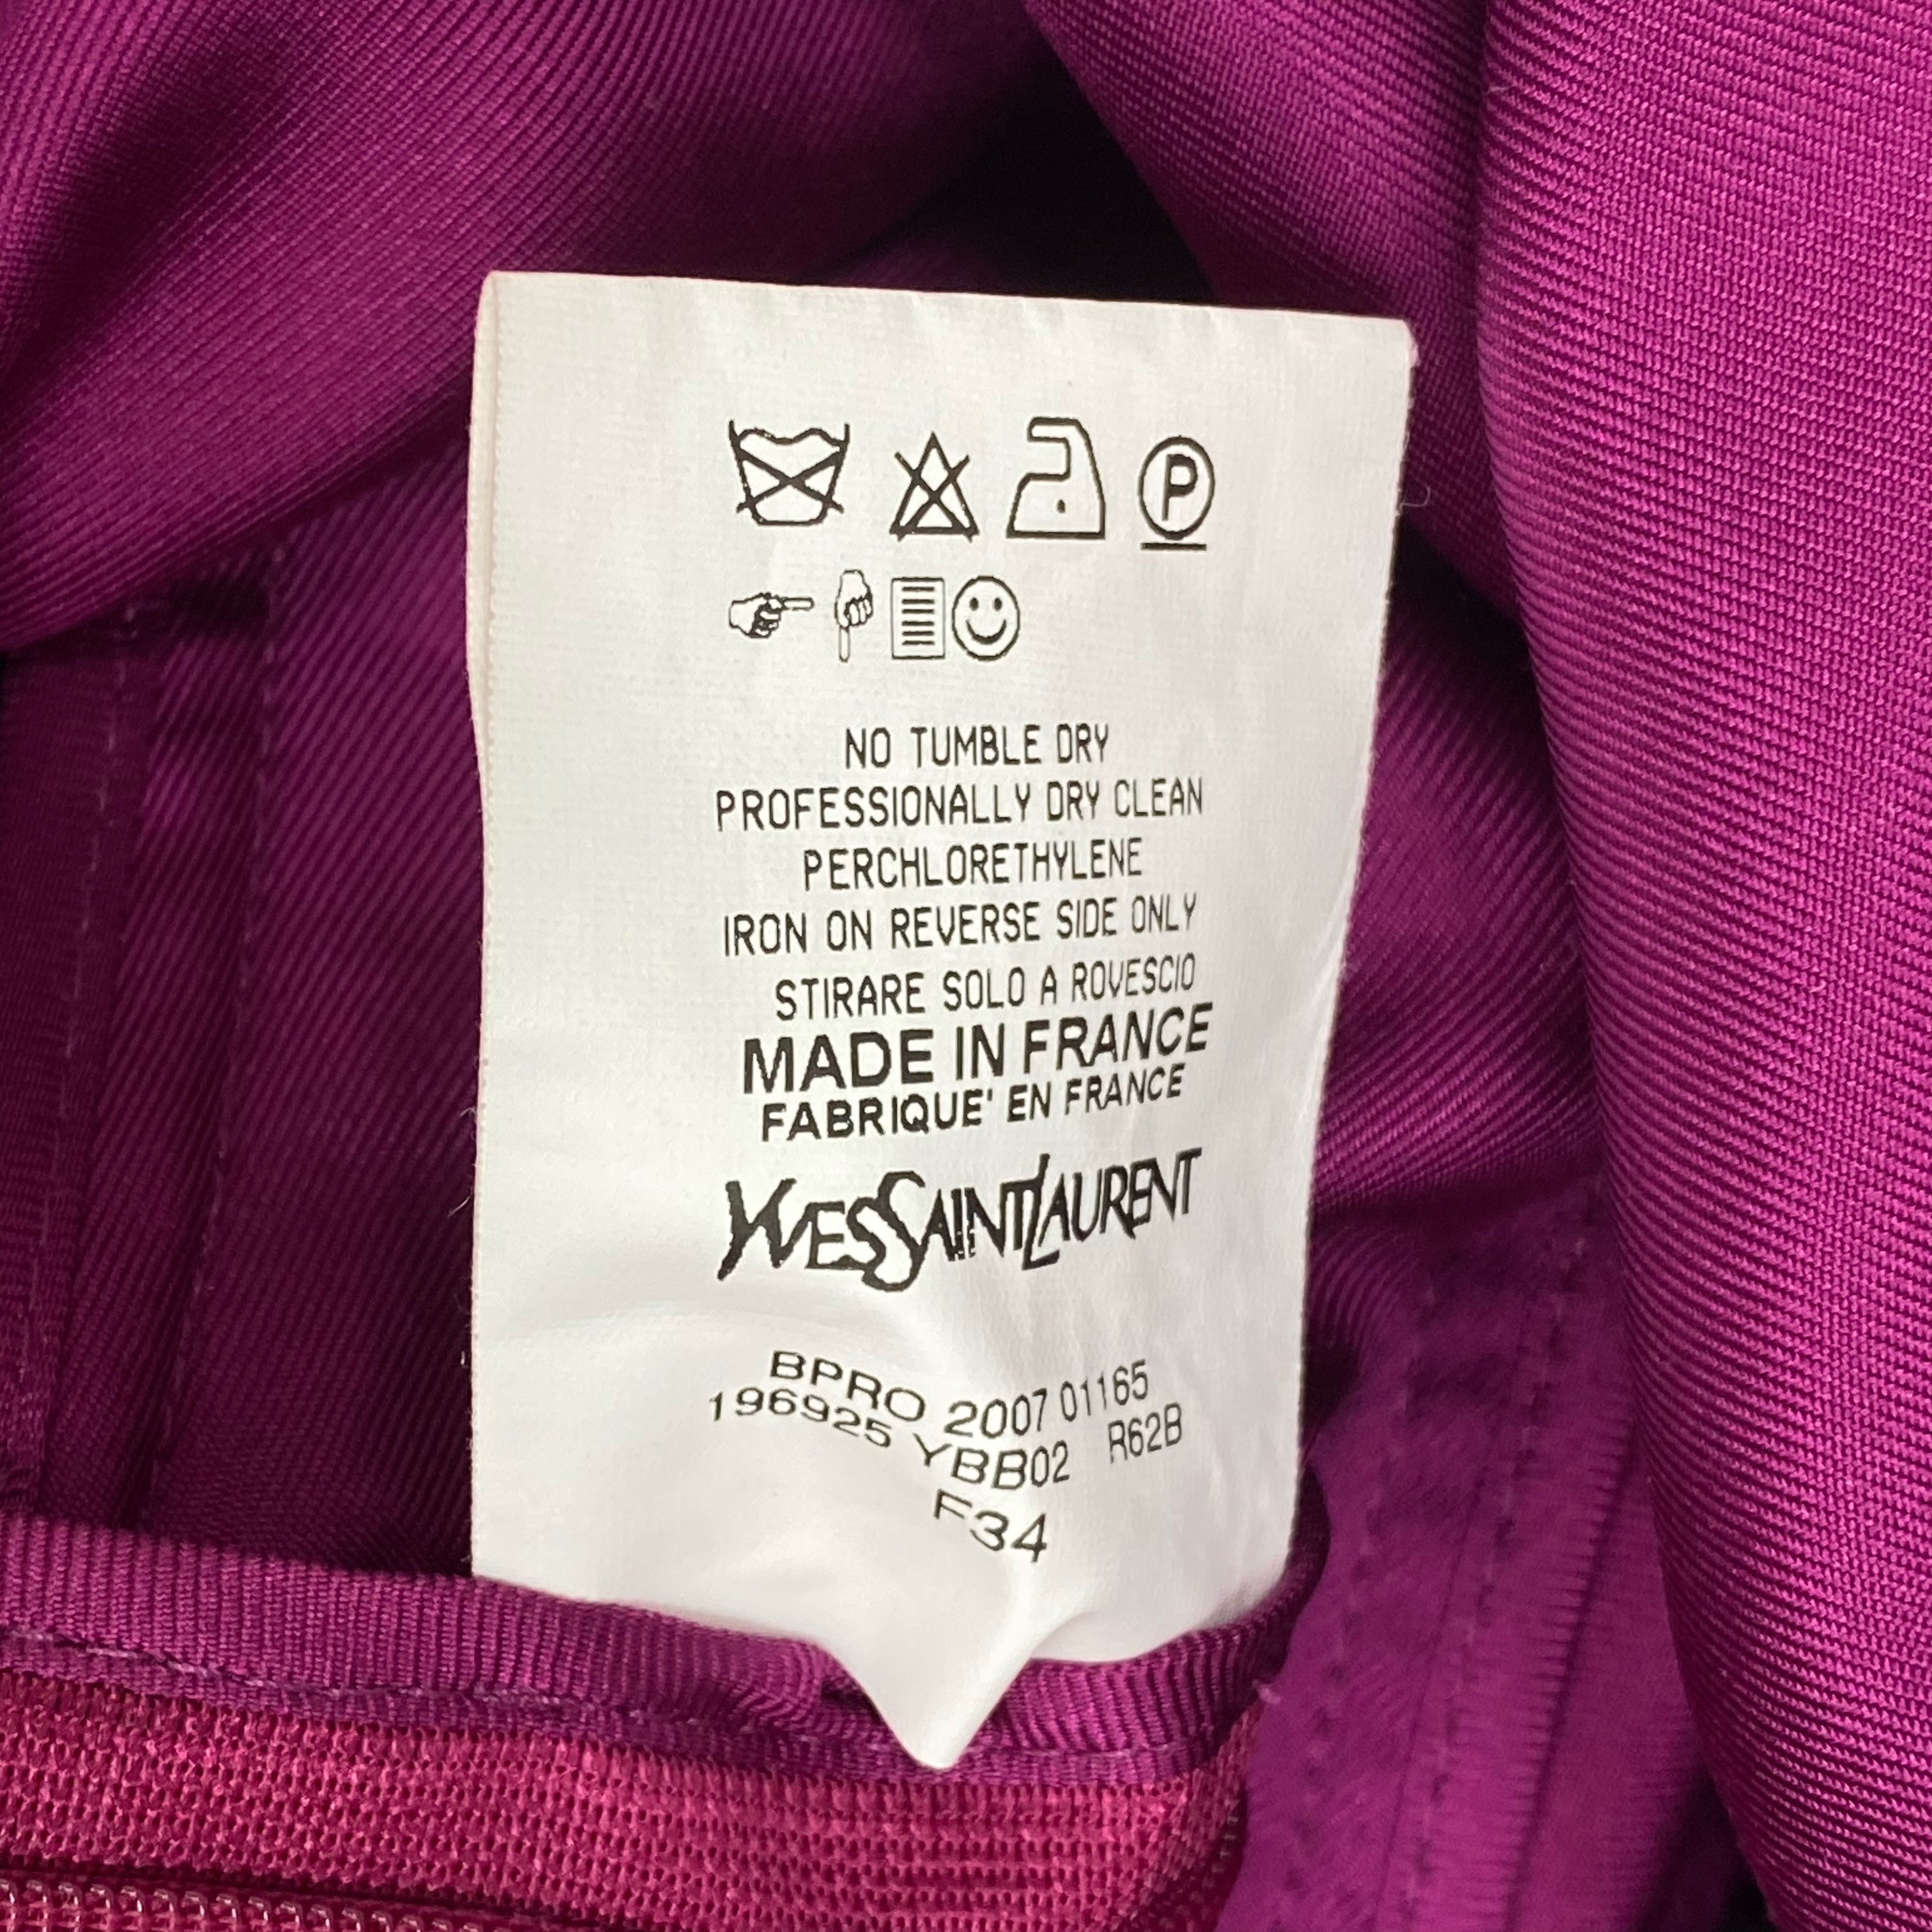 P
NO TUMBLE DRY
PROFESSIONALLY DRY CLEAN
PERCHLORETHYLENE
IRON ON REVERSE SIDE ONLY
STIRARE SOLO A ROVESCIO
MADE IN FRANCE
FABRIQUE' EN FRANCE
YVESSAINTLAURENT
BPRO 2007 01165
196925 YBB02 R62B
F34